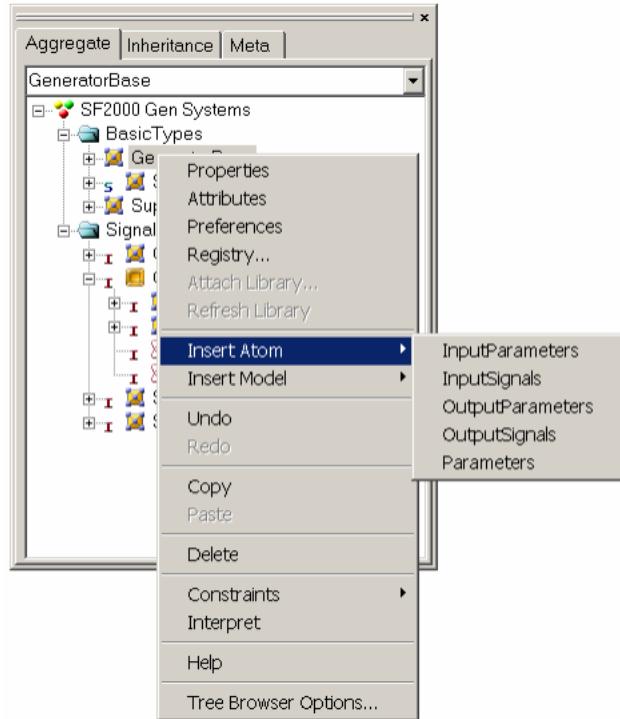 Aggregate Inheritance Meta
GeneratorBase
SF2000 Gen Systems
BasicTypes
Properties
Attributes
Preferences
Registry...
Attach Library...
Refresh Library
Insert Atom
Insert Model
Undo
Redo
Copy
Paste
Delete
Constraints
Interpret
Help
Tree Browser Options...
InputParameters
InputSignals
OutputParameters
OutputSignals
Parameters